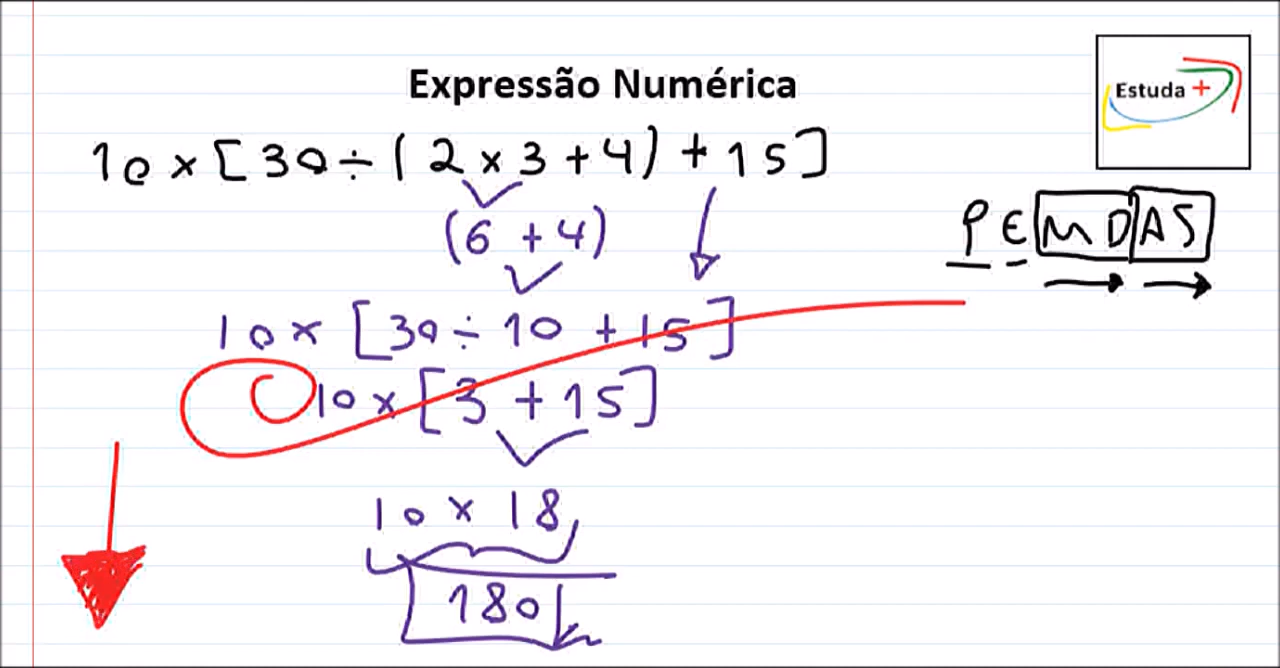 Expressão Numérica
Estuda +
10 × [30 ÷ (2 × 3 + 4) + 15]
(6 + 4)
PEMDAS
10 × [30 ÷ 10 + 15]
10 × [3 + 15]
10 × 18
180